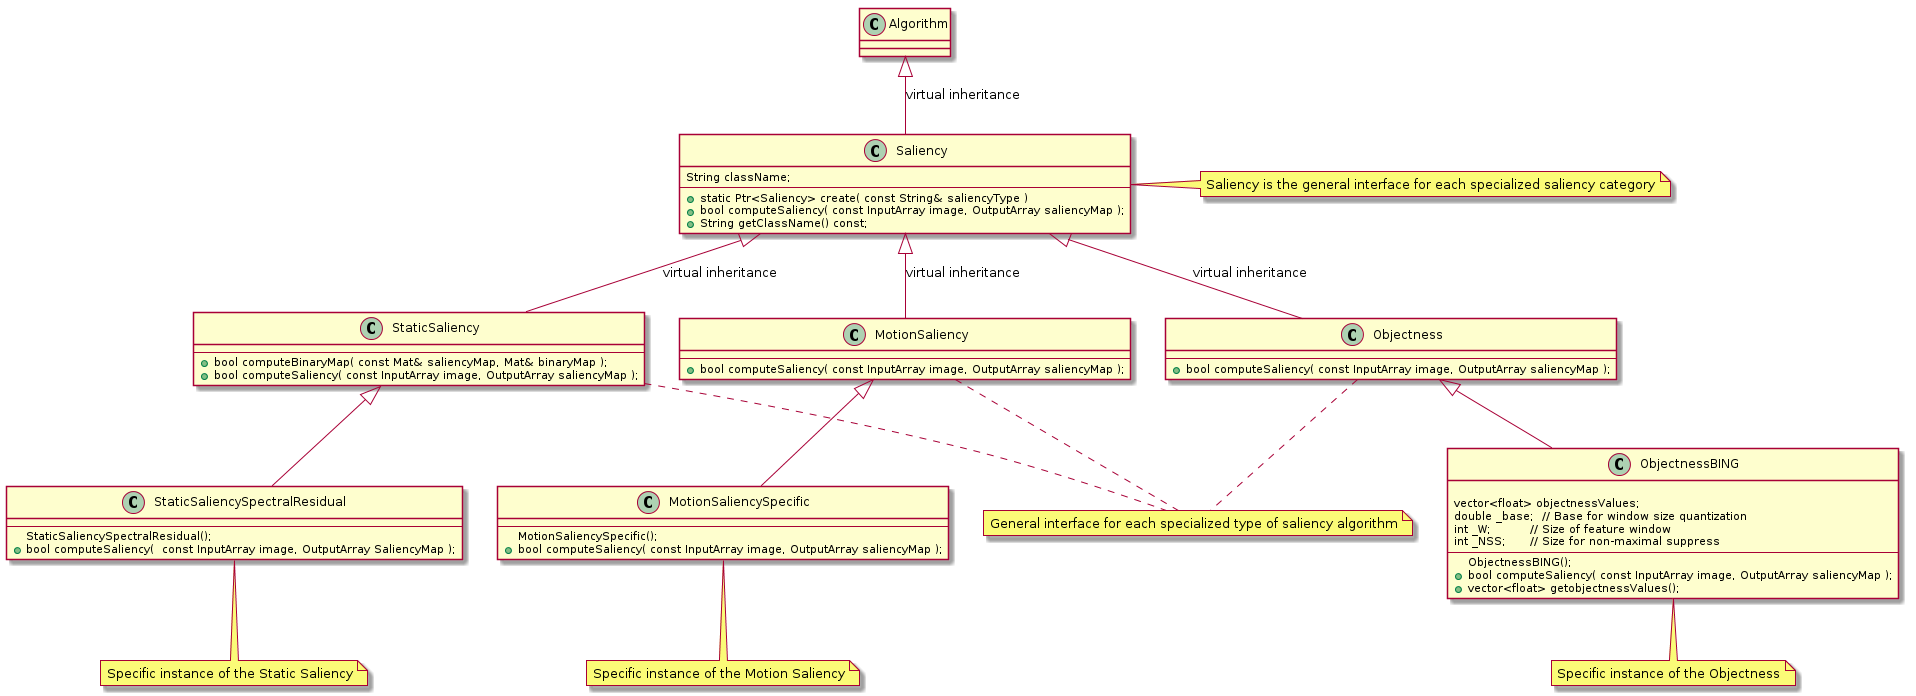 C Algorithm
virtual inheritance
C Saliency
String className;
static Ptr<Saliency> create( const String& saliencyType )
bool computeSaliency( const InputArray image, OutputArray saliencyMap );
String getClassName() const;
Saliency is the general interface for each specialized saliency category
virtual inheritance
virtual inheritance
virtual inheritance
C StaticSaliency
bool computeBinaryMap( const Mat& saliencyMap, Mat& binaryMap );
bool computeSaliency( const InputArray image, OutputArray saliencyMap );
C MotionSaliency
bool computeSaliency( const InputArray image, OutputArray saliencyMap );
C Objectness
bool computeSaliency( const InputArray image, OutputArray saliencyMap );
C StaticSaliencySpectralResidual
StaticSaliencySpectralResidual();
bool computeSaliency(  const InputArray image, OutputArray SaliencyMap );
C MotionSaliencySpecific
MotionSaliencySpecific();
bool computeSaliency( const InputArray image, OutputArray saliencyMap );
General interface for each specialized type of saliency algorithm
C ObjectnessBING
vector<float> objectnessValues;
double _base;  // Base for window size quantization
int _W;  // Size of feature window
int _NSS;  // Size for non-maximal suppress
ObjectnessBING();
bool computeSaliency( const InputArray image, OutputArray saliencyMap );
vector<float> getobjectnessValues();
Specific instance of the Static Saliency
Specific instance of the Motion Saliency
Specific instance of the Objectness